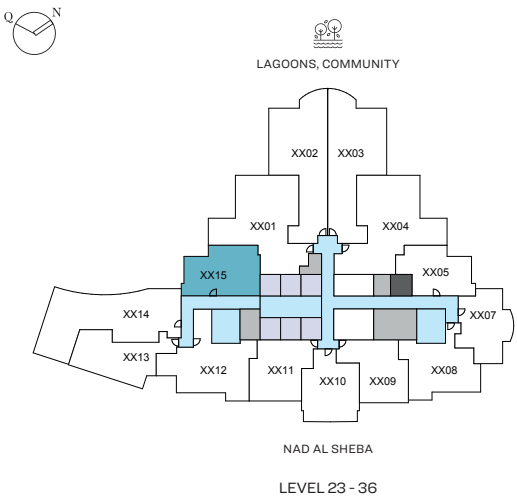 Q N
LAGOONS, COMMUNITY
XX02 XX03
XX01 XX04
XX15 XX05
XX14 XX07
XX13 XX12 XX11 XX10 XX09 XX08
NAD AL SHEBA
LEVEL 23 - 36